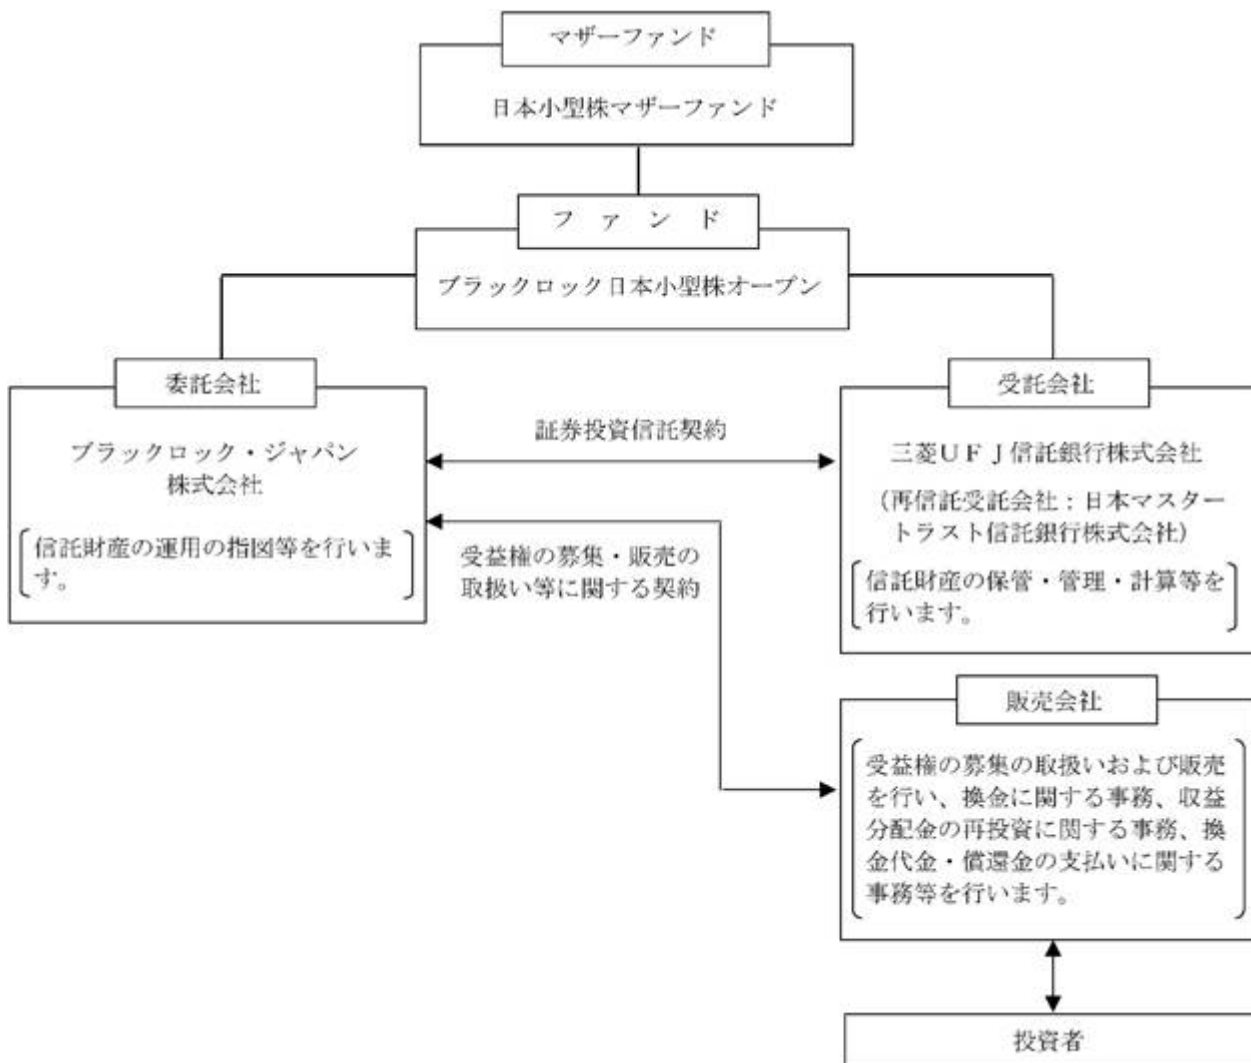 マザーファンド
日本小型株マザーファンド
ファンド
ブラックロック日本小型株オープン
委託会社
ブラックロック・ジャパン
株式会社
信託財産の運用の指図等を行いま
す。
証券投資信託契約
受益権の募集・販売の
取扱い等に関する契約
受託会社
三菱UFJ信託銀行株式会社
（再信託受託会社：日本マスター
トラスト信託銀行株式会社）
信託財産の保管・管理・計算等を
行います。
販売会社
受益権の募集の取扱いおよび販売
を行い、換金に関する事務、収益
分配金の再投資に関する事務、換
金代金・償還金の支払いに関する
事務等を行います。
投資者